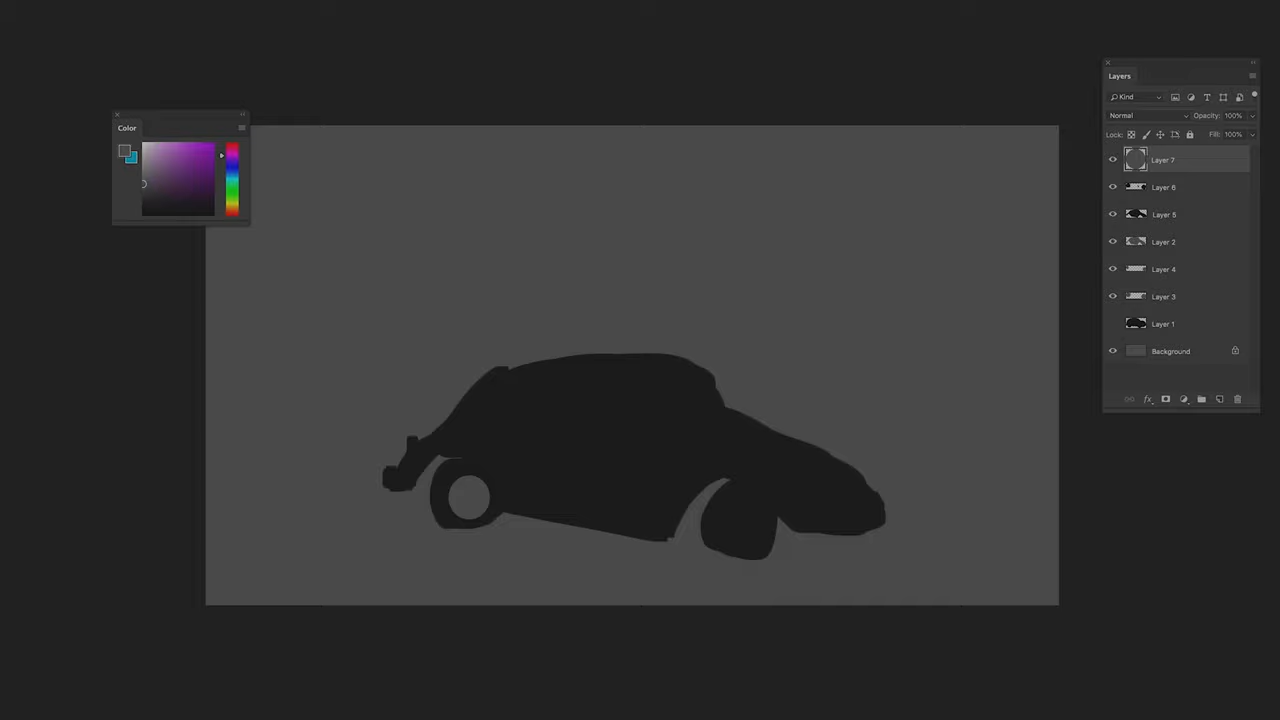 Color
Layers
Kind
Normal Opacity: 100%
Lock: Fill: 100%
Layer 7
Layer 6
Layer 5
Layer 2
Layer 4
Layer 3
Layer 1
Background
fx